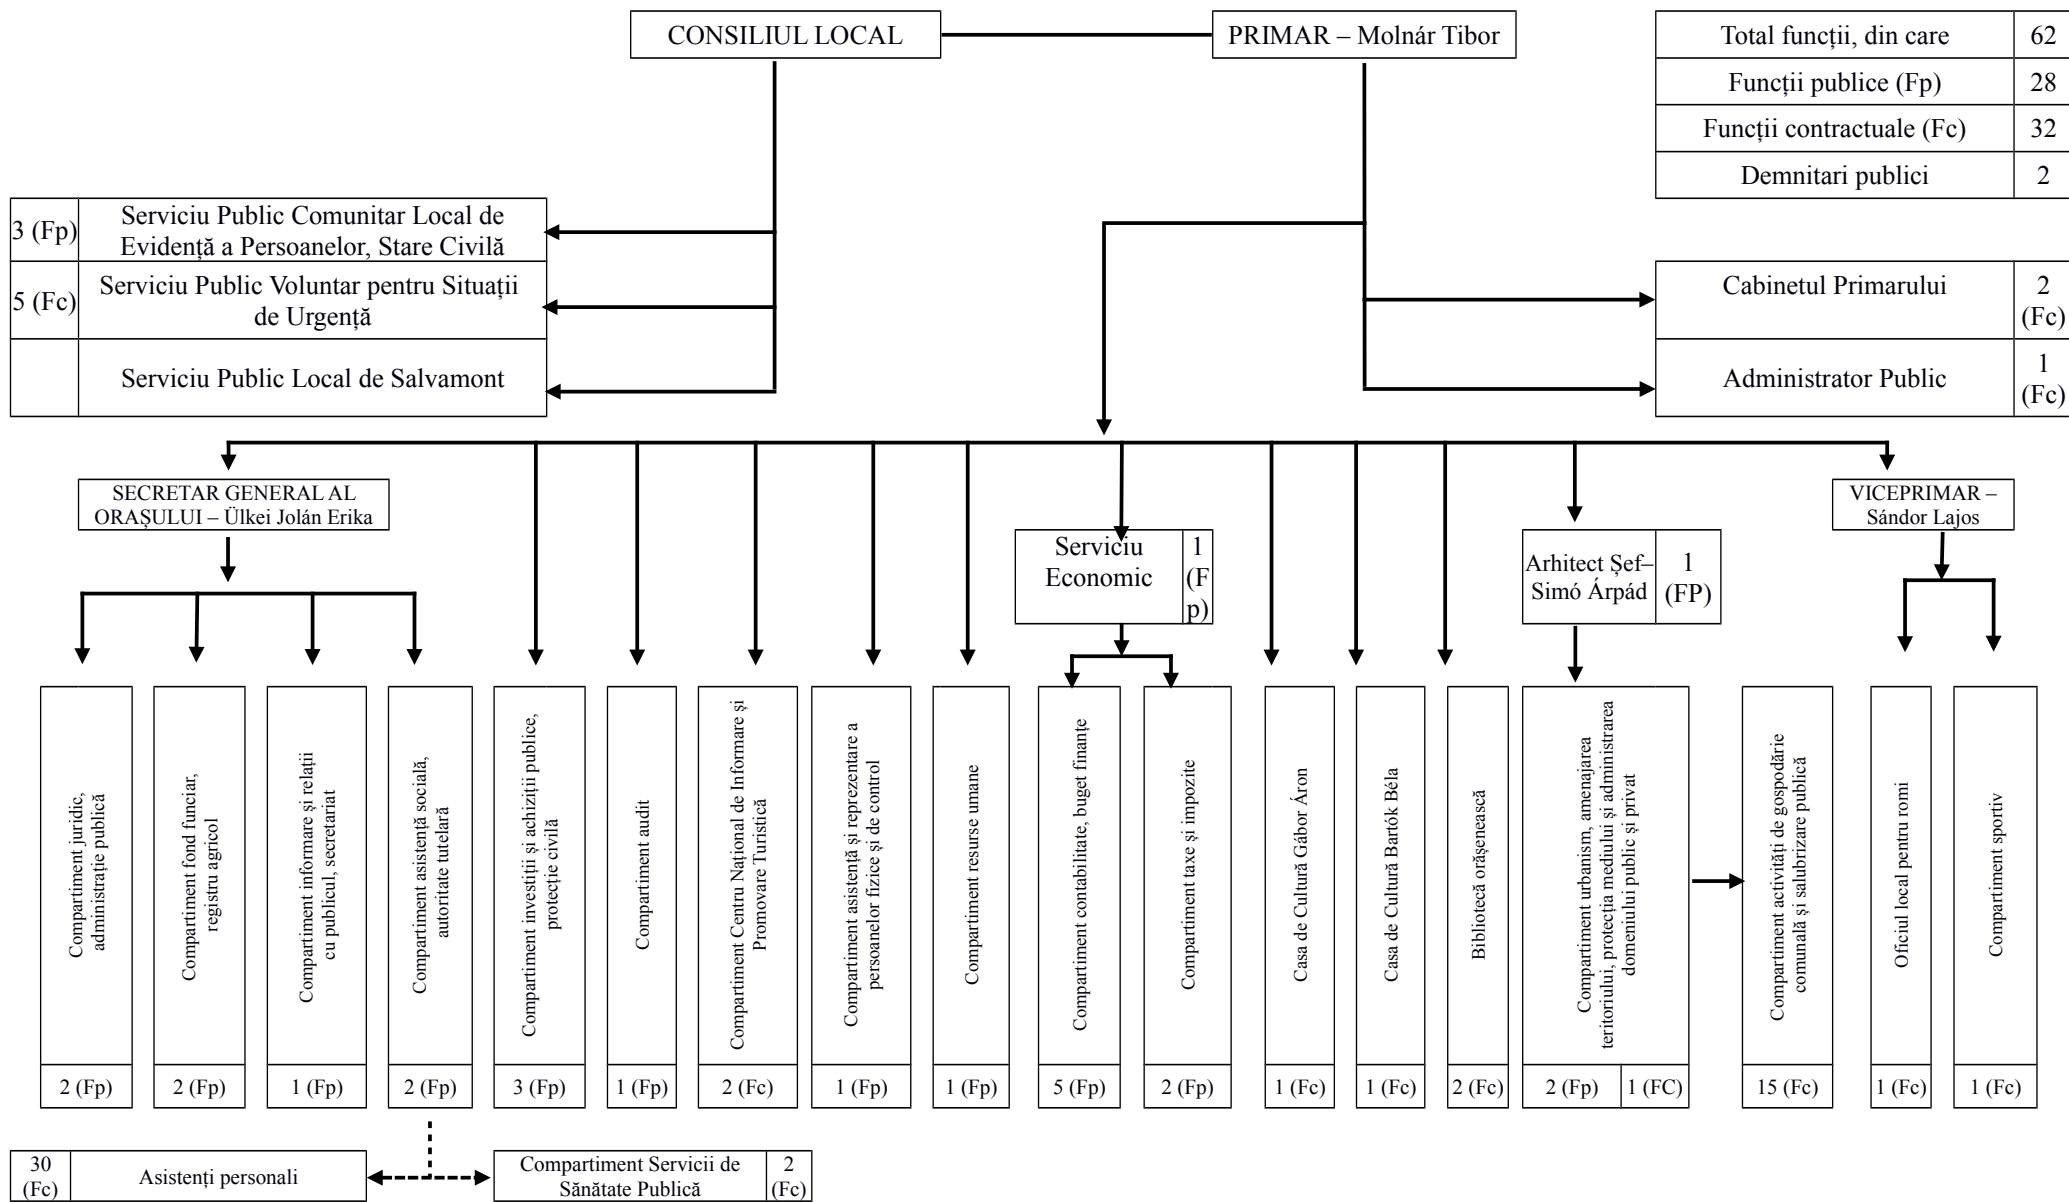 CONSILIUL LOCAL
PRIMAR – Molnár Tibor
Total funcții, din care
62
Funcții publice (Fp)
28
Funcții contractuale (Fc)
32
Demnitari publici
2
3 (Fp)
Serviciu Public Comunitar Local de
Evidență a Persoanelor, Stare Civilă
5 (Fc)
Serviciu Public Voluntar pentru Situații
de Urgență
Serviciu Public Local de Salvamont
Cabinetul Primarului
2
(Fc)
Administrator Public
1
(Fc)
SECRETAR GENERAL AL
ORAȘULUI – Ülkei Jolán Erika
Serviciu
Economic
1
(F
p)
Arhitect Șef–
Simó Árpád
1
(FP)
VICEPRIMAR –
Sándor Lajos
Compartiment juridic,
administrație publică
2 (Fp)
Compartiment fond funciar,
registru agricol
2 (Fp)
Compartiment informare și relații
cu publicul, secretariat
1 (Fp)
Compartiment asistență socială,
autoritate tutelară
2 (Fp)
Compartiment investiții și achiziții publice,
protecție civilă
3 (Fp)
Compartiment audit
1 (Fp)
Compartiment Centru Național de Informare și
Promovare Turistică
2 (Fc)
Compartiment asistență și reprezentare a
persoanelor fizice și de control
1 (Fp)
Compartiment resurse umane
1 (Fp)
Compartiment contabilitate, buget finanțe
5 (Fp)
Compartiment taxe și impozite
2 (Fp)
Casa de Cultură Gábor Áron
1 (Fc)
Casa de Cultură Bartók Béla
1 (Fc)
Bibliotecă orășenească
2 (Fc)
Compartiment urbanism, amenajarea
teritoriului, protecția mediului și administrarea
domeniului public și privat
2 (Fp)
1 (FC)
Compartiment activități de gospodărie
comunală și salubrizare publică
15 (Fc)
Oficiul local pentru romi
1 (Fc)
Compartiment sportiv
1 (Fc)
30
(Fc)
Asistenți personali
Compartiment Servicii de
Sănătate Publică
2
(Fc)